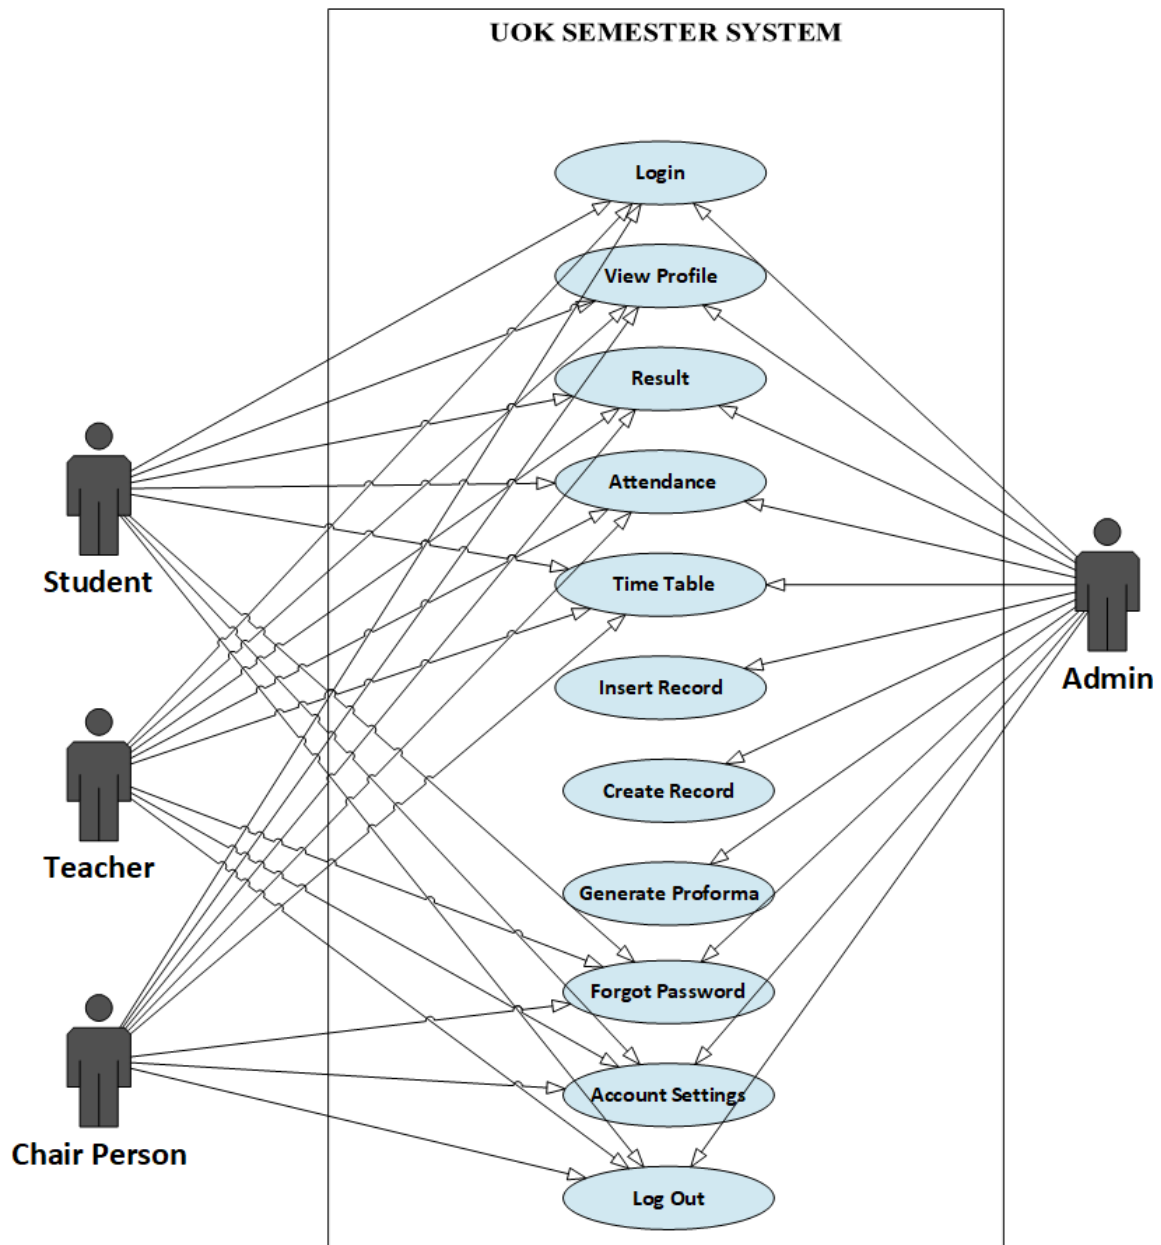 UOK SEMESTER SYSTEM
Login
View Profile
Result
Attendance
Time Table
Insert Record
Create Record
Generate Proforma
Forgot Password
Account Settings
Log Out
Student
Teacher
Chair Person
Admin